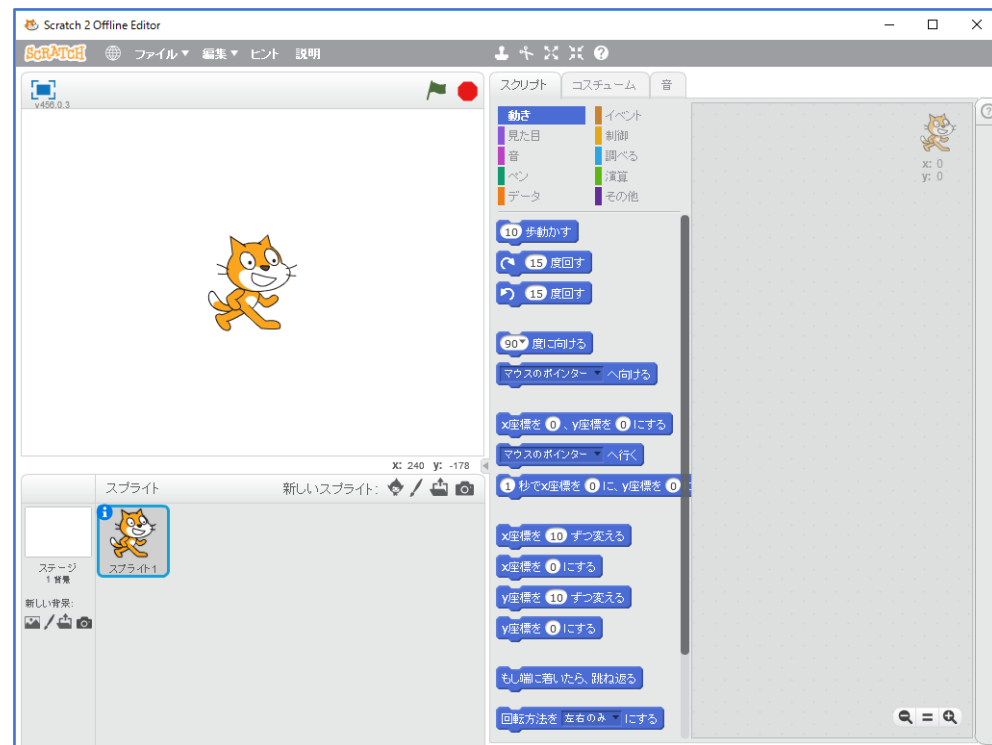 Scratch 2 Offline Editor
SCRATCH ファイル▼ 編集▼ ヒント 説明
v456.0.3
x: 240 y: -178
スプライト 新しいスプライト:
スプライト1
ステージ
1 背景
新しい背景:
スクリプト コスチューム 音
動き イベント
見た目 制御
音 調べる
ペン 演算
データ その他
10 歩動かす
15 度回す
15 度回す
90▼ 度に向ける
マウスのポインター▼ へ向ける
x座標を 0 、y座標を 0 にする
マウスのポインター▼ へ行く
1 秒でx座標を 0 に、y座標を 0
x座標を 10 ずつ変える
x座標を 0 にする
y座標を 10 ずつ変える
y座標を 0 にする
もし端に着いたら、跳ね返る
回転方法を 左右のみ▼ にする
x: 0
y: 0